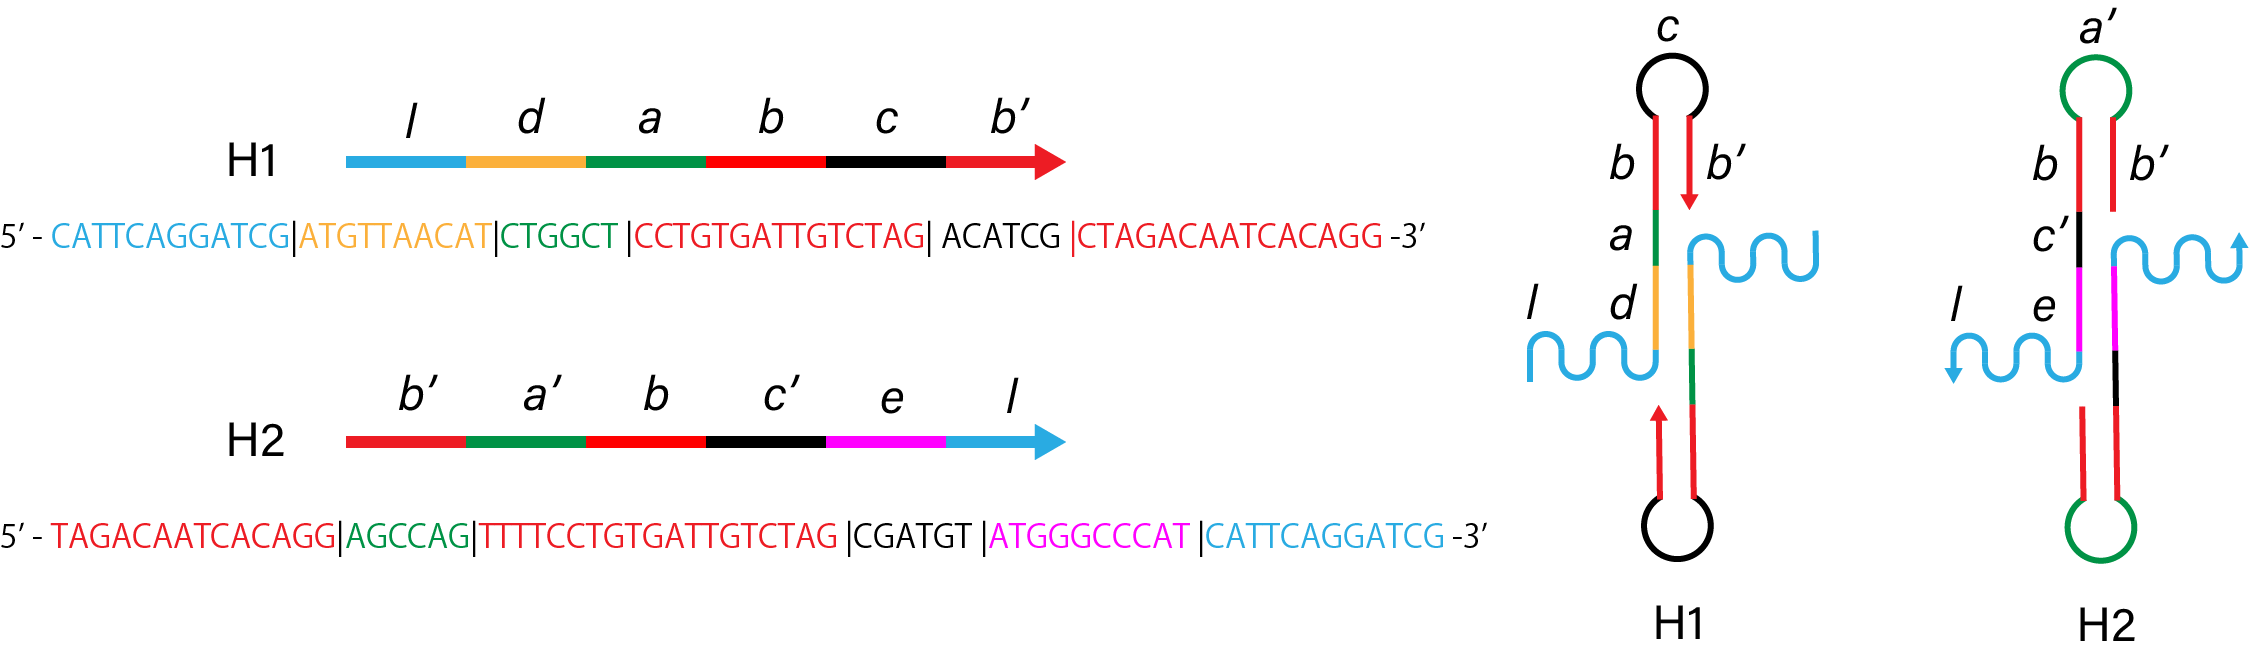 l d a b c b′
H1
5′ - CATTCAGGATCG|ATGTTAACAT|CTGGCT |CCTGTGATTGTCTAG| ACATCG |CTAGACAATCACAGG -3′
b′ a′ b c′ e l
H2
5′ - TAGACAATCACAGG|AGCCAG|TTTTCCTGTGATTGTCTAG |CGATGT |ATGGGCCCAT |CATTCAGGATCG -3′
c
b b′
a
l d
H1
a′
b b′
c′
l e
H2